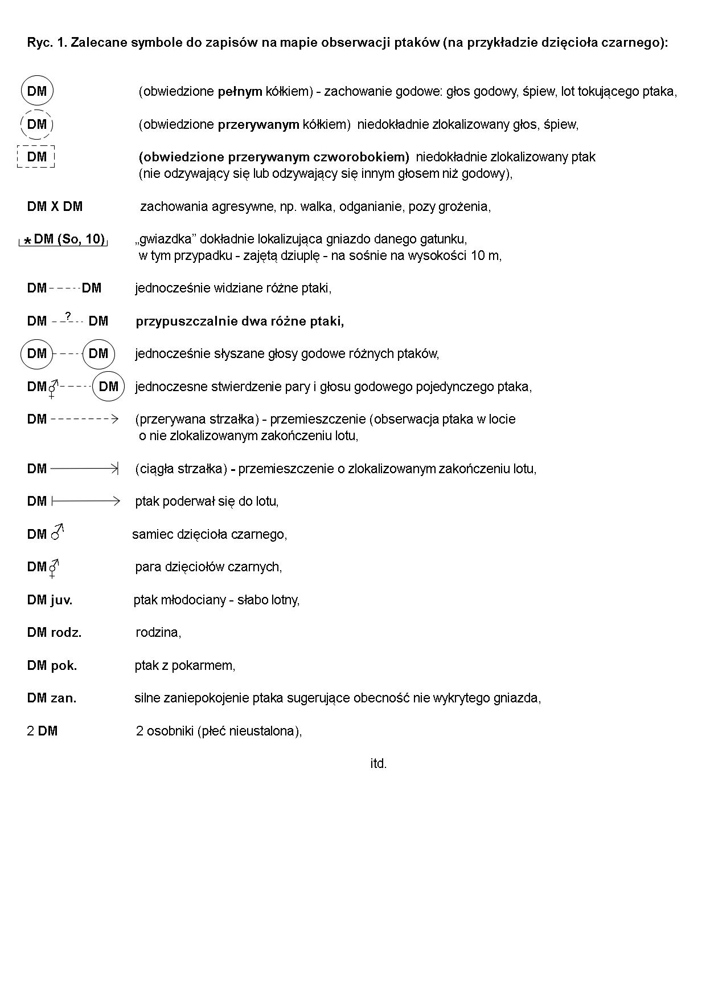 Ryc. 1. Zalecane symbole do zapisów na mapie obserwacji ptaków (na przykładzie dzięcioła czarnego):
DM (obwiedzione pełnym kółkiem) - zachowanie godowe: głos godowy, śpiew, lot tokującego ptaka,
DM (obwiedzione przerywanym kółkiem) niedokładnie zlokalizowany głos, śpiew,
DM (obwiedzione przerywanym czworobokiem) niedokładnie zlokalizowany ptak
(nie odzywający się lub odzywający się innym głosem niż godowy),
DM X DM zachowania agresywne, np. walka, odganianie, pozy grożenia,
* DM (So, 10) „gwiazdka” dokładnie lokalizująca gniazdo danego gatunku,
w tym przypadku - zajętą dziuplę - na sośnie na wysokości 10 m,
DM DM jednocześnie widziane różne ptaki,
DM ? DM przypuszczalnie dwa różne ptaki,
DM DM jednocześnie słyszane głosy godowe różnych ptaków,
DM DM jednoczesne stwierdzenie pary i głosu godowego pojedynczego ptaka,
DM (przerywana strzałka) - przemieszczenie (obserwacja ptaka w locie
o nie zlokalizowanym zakończeniu lotu,
DM (ciągła strzałka) - przemieszczenie o zlokalizowanym zakończeniu lotu,
DM ptak poderwał się do lotu,
DM ♂ samiec dzięcioła czarnego,
DM ⚥ para dzięciołów czarnych,
DM juv. ptak młodociany - słabo lotny,
DM rodz. rodzina,
DM pok. ptak z pokarmem,
DM zan. silne zaniepokojenie ptaka sugerujące obecność nie wykrytego gniazda,
2 DM 2 osobniki (płeć nieustalona),
itd.